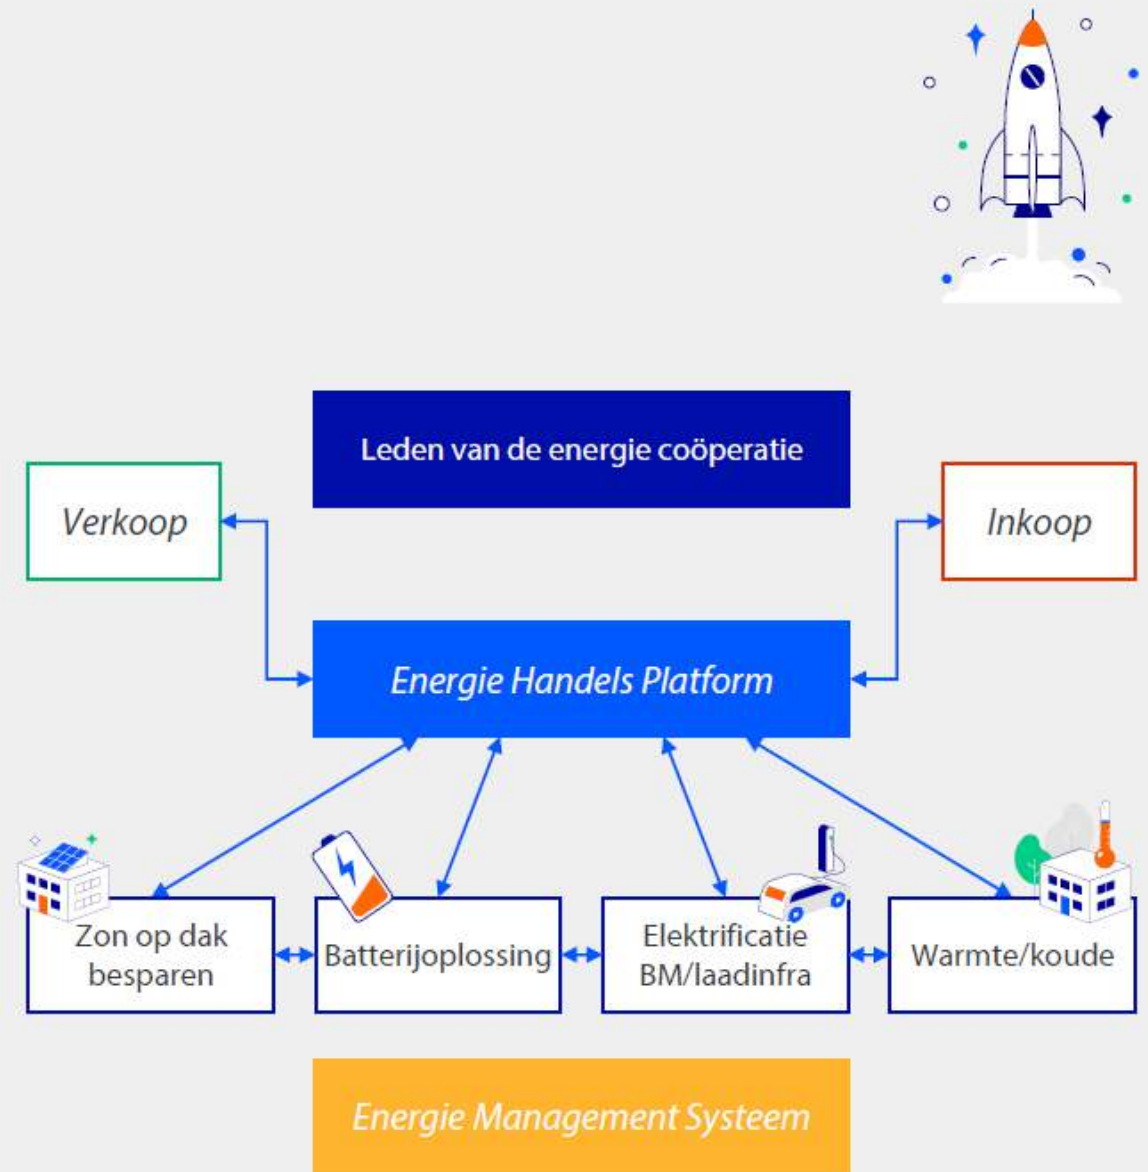 Leden van de energie coöperatie
Verkoop
Inkoop
Energie Handels Platform
Zon op dak
besparen
Batterijoplossing
Elektrificatie
BM/laadinfra
Warmte/koude
Energie Management Systeem